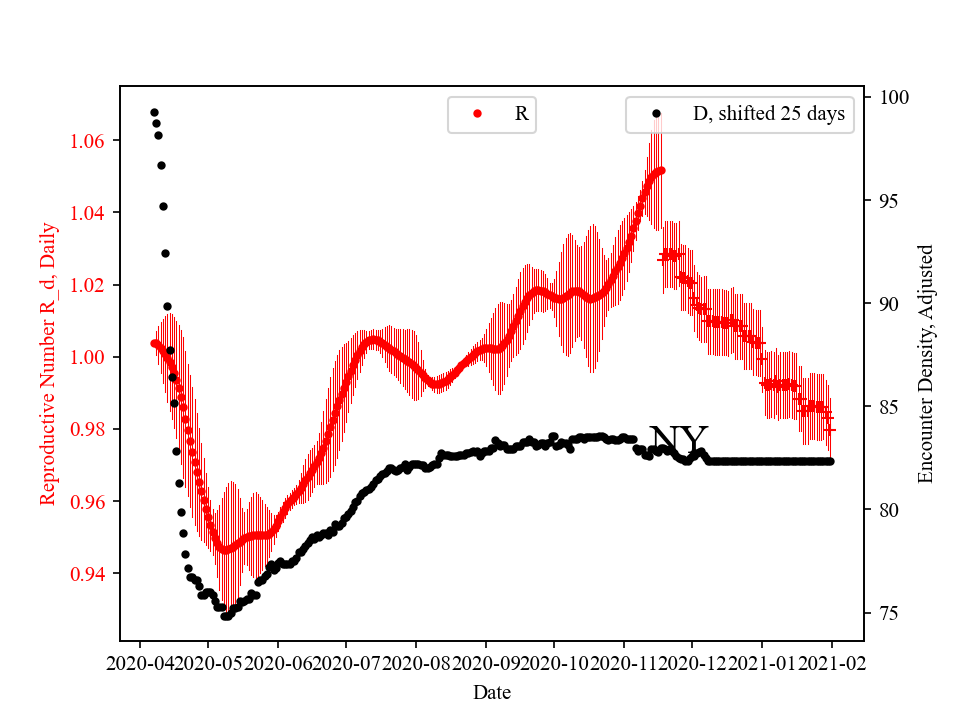 R
D, shifted 25 days
Reproductive Number R_d, Daily
1.06
1.04
1.02
1.00
0.98
0.96
0.94
100
95
90
85
80
75
Encounter Density, Adjusted
NY
2020-04 2020-05 2020-06 2020-07 2020-08 2020-09 2020-10 2020-11 2020-12 2021-01 2021-02
Date